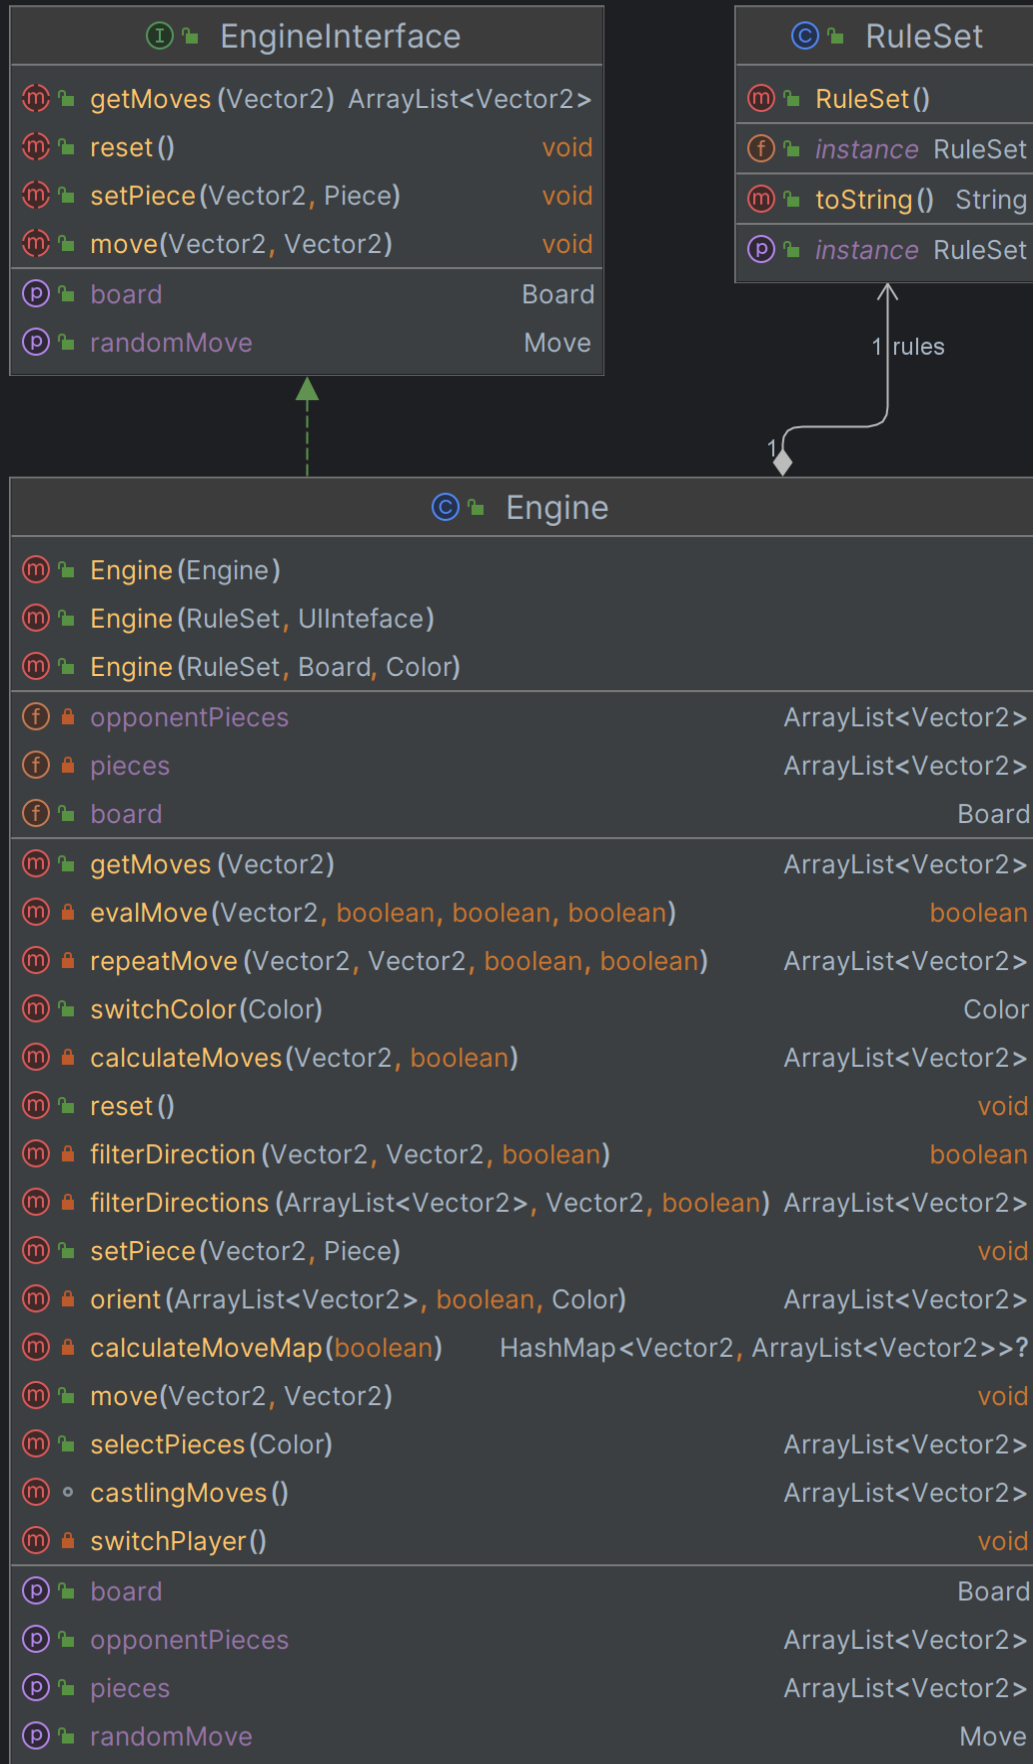 EngineInterface
getMoves(Vector2) ArrayList<Vector2>
reset() void
setPiece(Vector2, Piece) void
move(Vector2, Vector2) void
board Board
randomMove Move
RuleSet
RuleSet()
instance RuleSet
toString() String
instance RuleSet
1 rules
1
Engine
Engine(Engine)
Engine(RuleSet, UIInteface)
Engine(RuleSet, Board, Color)
opponentPieces ArrayList<Vector2>
pieces ArrayList<Vector2>
board Board
getMoves(Vector2) ArrayList<Vector2>
evalMove(Vector2, boolean, boolean, boolean) boolean
repeatMove(Vector2, Vector2, boolean, boolean) ArrayList<Vector2>
switchColor(Color) Color
calculateMoves(Vector2, boolean) ArrayList<Vector2>
reset() void
filterDirection(Vector2, Vector2, boolean) boolean
filterDirections(ArrayList<Vector2>, Vector2, boolean) ArrayList<Vector2>
setPiece(Vector2, Piece) void
orient(ArrayList<Vector2>, boolean, Color) ArrayList<Vector2>
calculateMoveMap(boolean) HashMap<Vector2, ArrayList<Vector2>>?
move(Vector2, Vector2) void
selectPieces(Color) ArrayList<Vector2>
castlingMoves() ArrayList<Vector2>
switchPlayer() void
board Board
opponentPieces ArrayList<Vector2>
pieces ArrayList<Vector2>
randomMove Move